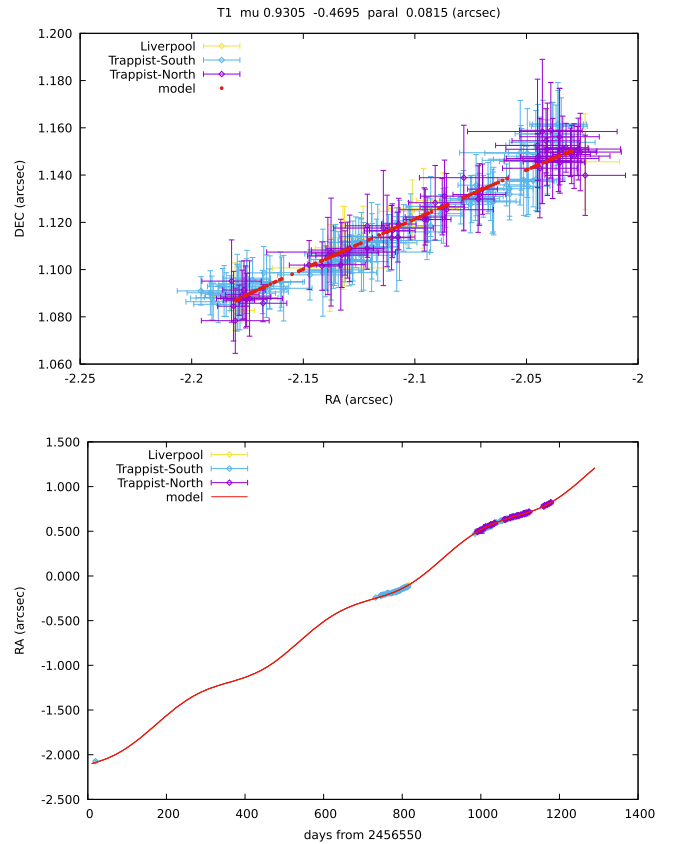 T1 mu 0.9305 -0.4695 paral 0.0815 (arcsec)
1.200
1.180
1.160
1.140
1.120
1.100
1.080
1.060
DEC (arcsec)
Liverpool
Trappist-South
Trappist-North
model
-2.25 -2.2 -2.15 -2.1 -2.05 -2
RA (arcsec)
1.500
1.000
0.500
0.000
-0.500
-1.000
-1.500
-2.000
-2.500
RA (arcsec)
Liverpool
Trappist-South
Trappist-North
model
0 200 400 600 800 1000 1200 1400
days from 2456550